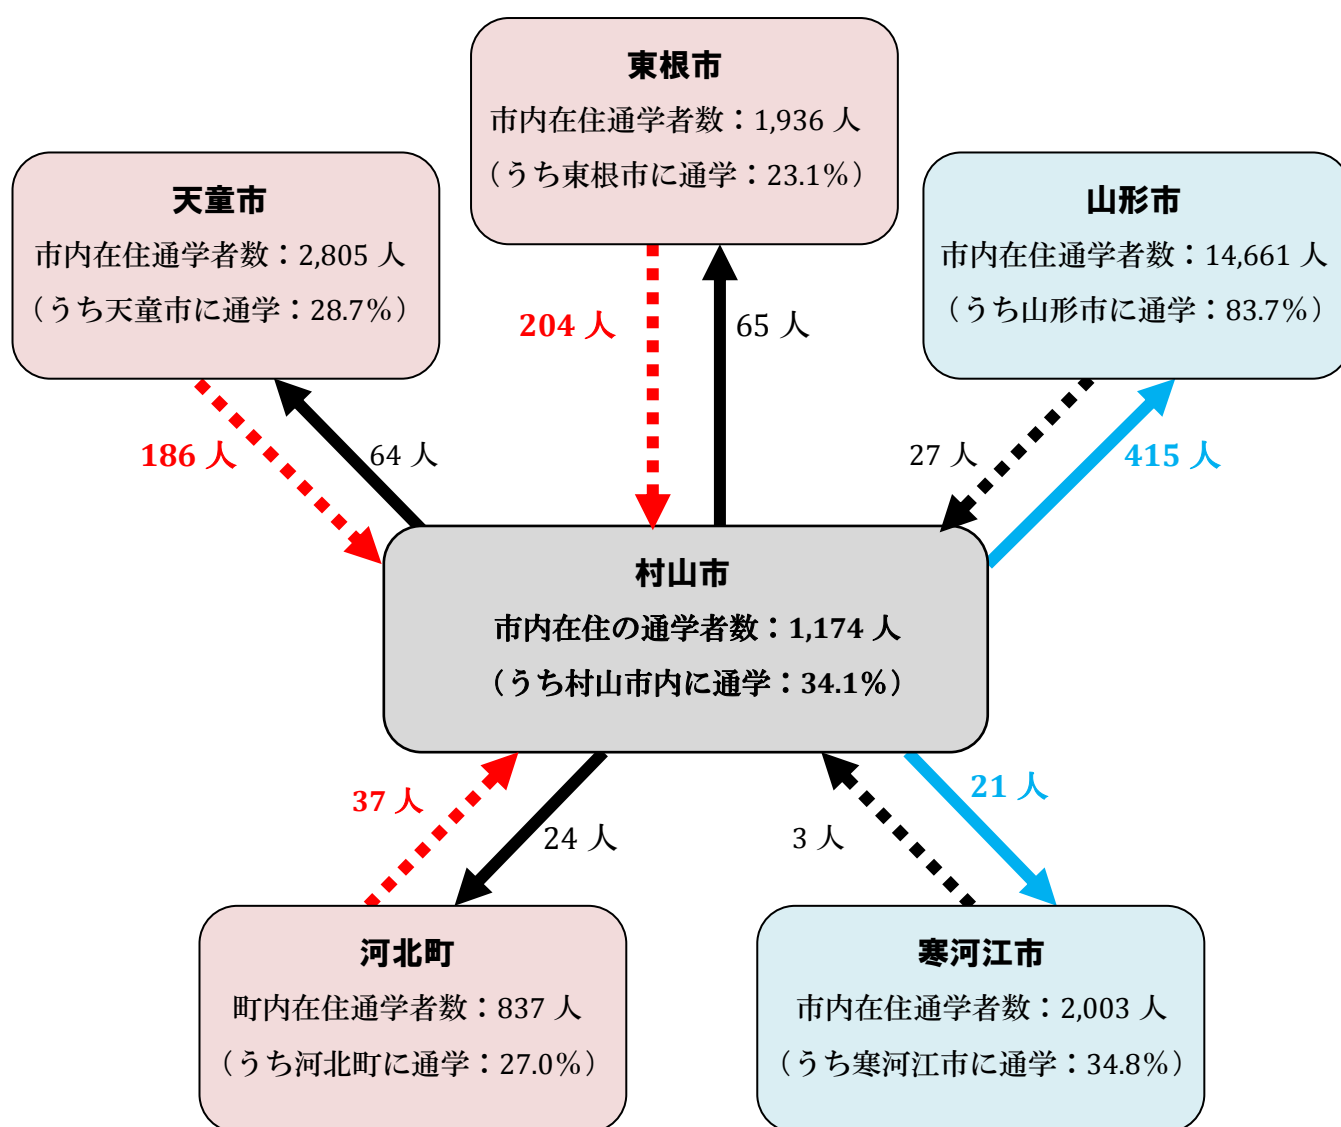 東根市
市内在住通学者数：1,936 人
（うち東根市に通学：23.1%）
天童市
市内在住通学者数：2,805 人
（うち天童市に通学：28.7%）
山形市
市内在住通学者数：14,661 人
（うち山形市に通学：83.7%）
204 人
65 人
186 人
64 人
27 人
415 人
村山市
市内在住の通学者数：1,174 人
（うち村山市内に通学：34.1%）
37 人
24 人
3 人
21 人
河北町
町内在住通学者数：837 人
（うち河北町に通学：27.0%）
寒河江市
市内在住通学者数：2,003 人
（うち寒河江市に通学：34.8%）